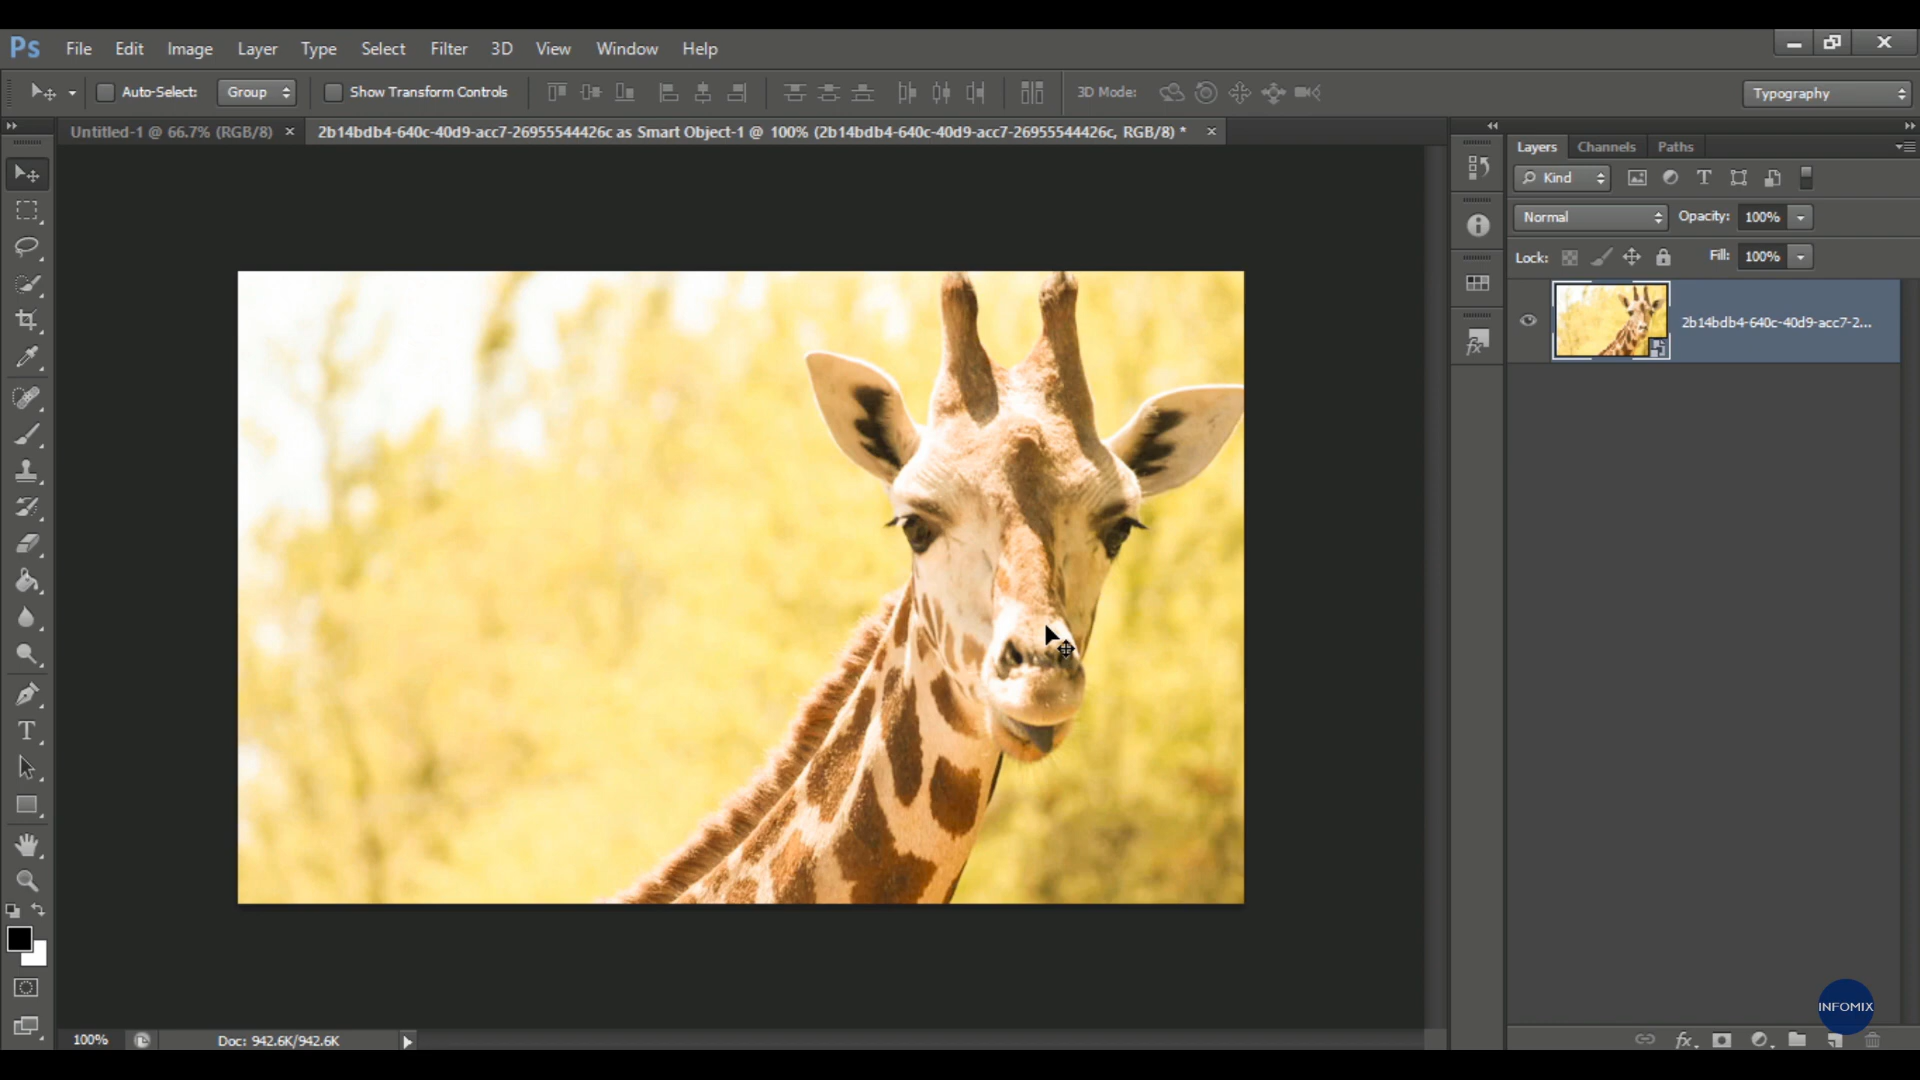 Ps File Edit Image Layer Type Select Filter 3D View Window Help
Auto-Select: Group Show Transform Controls 3D Mode: Typography
Untitled-1 @ 66.7% (RGB/8) × 2b14bdb4-640c-40d9-acc7-26955544426c as Smart Object-1 @ 100% (2b14bdb4-640c-40d9-acc7-26955544426c, RGB/8) * ×
Layers Channels Paths
Kind
Normal Opacity: 100%
Lock: Fill: 100%
2b14bdb4-640c-40d9-acc7-2...
INFOMIX
100% Doc: 942.6K/942.6K